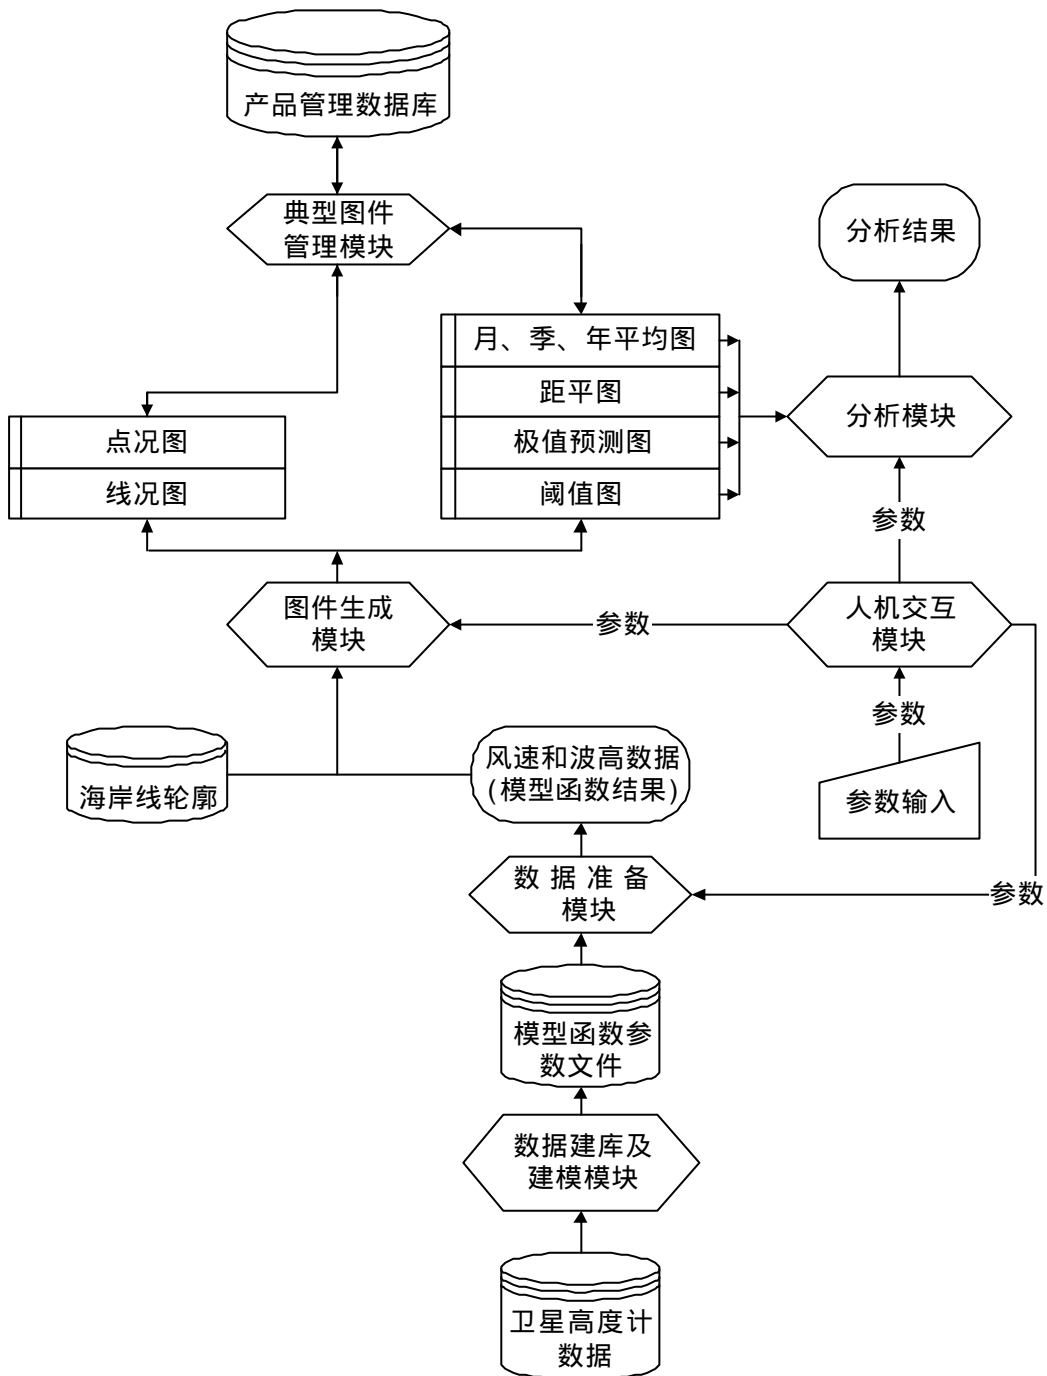 产品管理数据库
典型图件
管理模块
分析结果
月、季、年平均图
距平图
极值预测图
阈值图
分析模块
点况图
线况图
参数
图件生成
模块
参数
人机交互
模块
参数
海岸线轮廓
风速和波高数据
(模型函数结果)
参数输入
数 据 准 备
模块
参数
模型函数参
数文件
数据建库及
建模模块
卫星高度计
数据